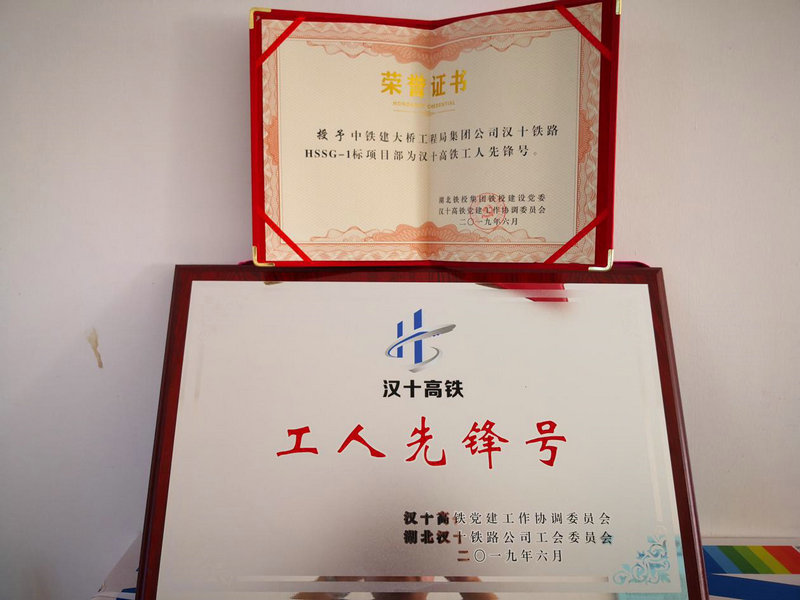 荣誉证书
HONORARY CREDENTIAL
授予中铁建大桥工程局集团公司汉十铁路
HSSG-1标项目部为汉十高铁工人先锋号。
湖北铁投集团铁投建设党委
汉十高铁党建工作协调委员会
二〇一九年六月
汉十高铁
工人先锋号
汉十高铁党建工作协调委员会
湖北汉十铁路公司工会委员会
二〇一九年六月